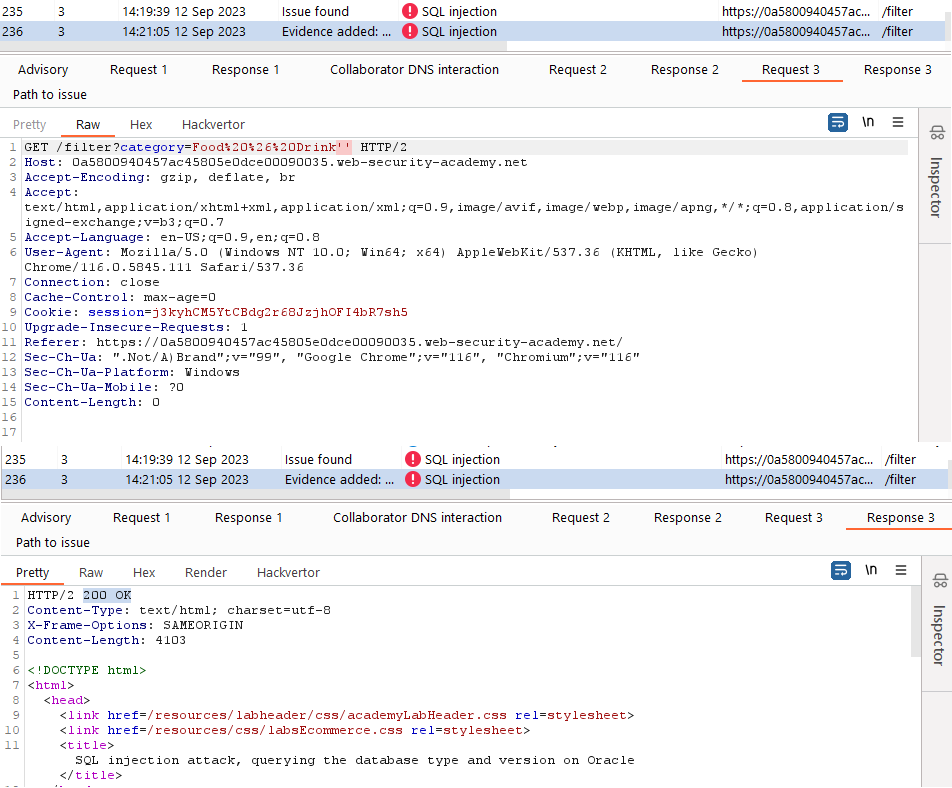 235 3 14:19:39 12 Sep 2023 Issue found SQL injection https://0a5800940457ac... /filter
236 3 14:21:05 12 Sep 2023 Evidence added: ... SQL injection https://0a5800940457ac... /filter
Advisory Request 1 Response 1 Collaborator DNS interaction Request 2 Response 2 Request 3 Response 3
Path to issue
Pretty Raw Hex Hackvertor \n
1 GET /filter?category=Food%20%26%20Drink'' HTTP/2
2 Host: 0a5800940457ac45805e0dce00090035.web-security-academy.net
3 Accept-Encoding: gzip, deflate, br
4 Accept:
text/html,application/xhtml+xml,application/xml;q=0.9,image/avif,image/webp,image/apng,*/*;q=0.8,application/s
igned-exchange;v=b3;q=0.7
5 Accept-Language: en-US;q=0.9,en;q=0.8
6 User-Agent: Mozilla/5.0 (Windows NT 10.0; Win64; x64) AppleWebKit/537.36 (KHTML, like Gecko)
Chrome/116.0.5845.111 Safari/537.36
7 Connection: close
8 Cache-Control: max-age=0
9 Cookie: session=j3kyhCM5YtCBdg2r68JzjhOFI4bR7sh5
10 Upgrade-Insecure-Requests: 1
11 Referer: https://0a5800940457ac45805e0dce00090035.web-security-academy.net/
12 Sec-Ch-Ua: ".Not/A)Brand";v="99", "Google Chrome";v="116", "Chromium";v="116"
13 Sec-Ch-Ua-Platform: Windows
14 Sec-Ch-Ua-Mobile: ?0
15 Content-Length: 0
16
17
Inspector
235 3 14:19:39 12 Sep 2023 Issue found SQL injection https://0a5800940457ac... /filter
236 3 14:21:05 12 Sep 2023 Evidence added: ... SQL injection https://0a5800940457ac... /filter
Advisory Request 1 Response 1 Collaborator DNS interaction Request 2 Response 2 Request 3 Response 3
Path to issue
Pretty Raw Hex Render Hackvertor \n
1 HTTP/2 200 OK
2 Content-Type: text/html; charset=utf-8
3 X-Frame-Options: SAMEORIGIN
4 Content-Length: 4103
5
6 <!DOCTYPE html>
7 <html>
8 <head>
9 <link href=/resources/labheader/css/academyLabHeader.css rel=stylesheet>
10 <link href=/resources/css/labsEcommerce.css rel=stylesheet>
11 <title>
SQL injection attack, querying the database type and version on Oracle
</title>
Inspector